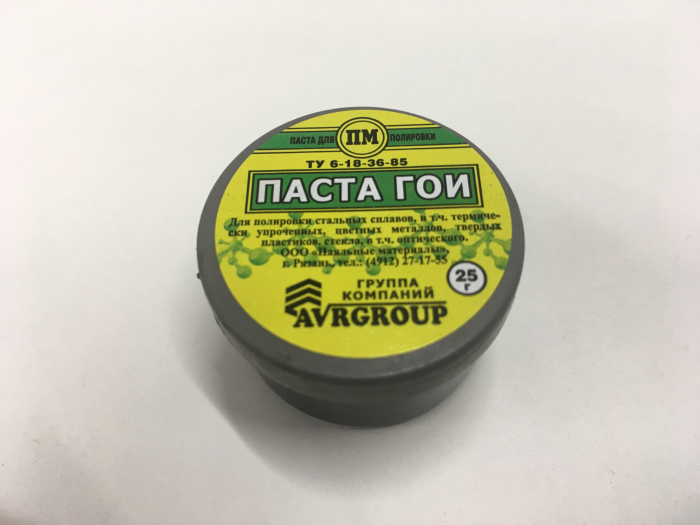 ПАСТА ДЛЯ ПМ ПОЛИРОВКИ
ТУ 6-18-36-85
ПАСТА ГОИ
Для полировки стальных сплавов, в т.ч. термиче-
ски упроченных, цветных металлов, твердых
пластиков, стекла, в т.ч. оптического.
ООО «Паяльные материалы»,
г. Рязань, тел.: (4912) 27-17-55
25
г
ГРУППА
КОМПАНИЙ
AVRGROUP